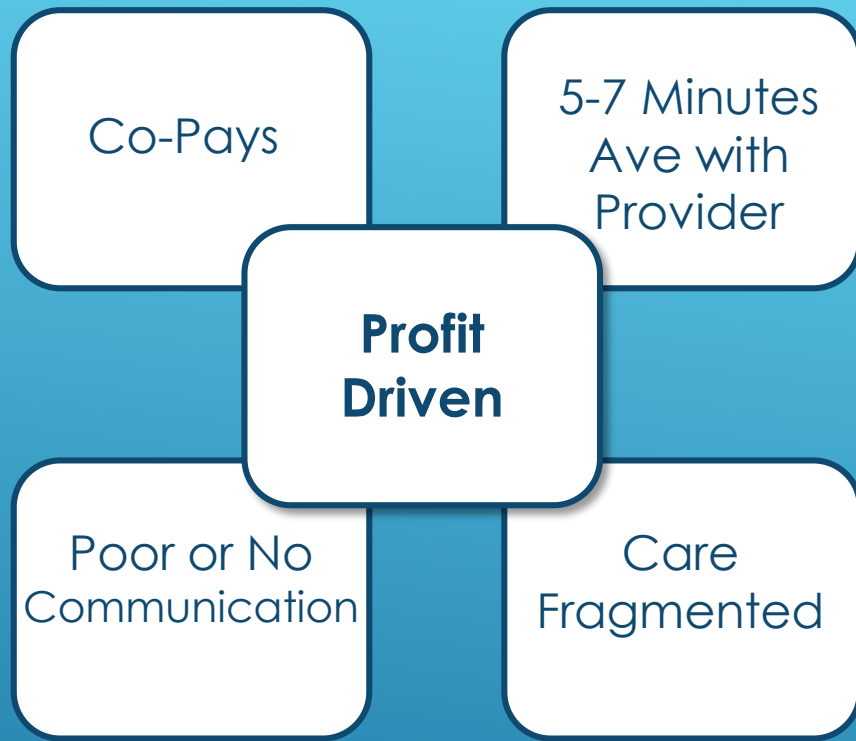 Co-Pays
5-7 Minutes
Ave with
Provider
Profit
Driven
Poor or No
Communication
Care
Fragmented